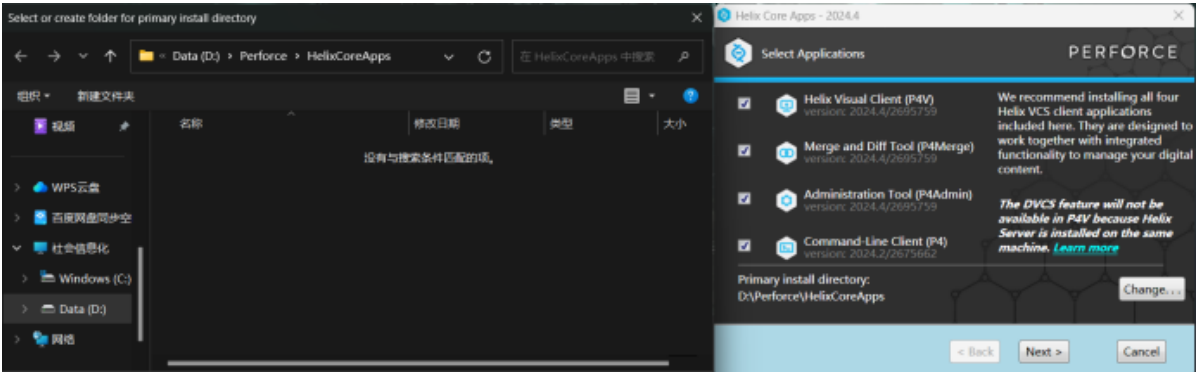 Select or create folder for primary install directory
Data (D:) > Perforce > HelixCoreApps
在 HelixCoreApps 中搜索
组织 新建文件夹
视频
名称 修改日期 类型 大小
没有与搜索条件匹配的项。
WPS云盘
百度网盘同步空
社会信息化
Windows (C:)
Data (D:)
网络
Helix Core Apps - 2024.4
Select Applications
PERFORCE
Helix Visual Client (P4V)
version: 2024.4/2695759
Merge and Diff Tool (P4Merge)
version: 2024.4/2695759
Administration Tool (P4Admin)
version: 2024.4/2695759
Command-Line Client (P4)
version: 2024.2/2675662
We recommend installing all four
Helix VCS client applications
included here. They are designed to
work together with integrated
functionality to manage your digital
content.
The DVCS feature will not be
available in P4V because Helix
Server is installed on the same
machine. Learn more
Primary install directory:
D:\Perforce\HelixCoreApps
Change...
< Back
Next >
Cancel